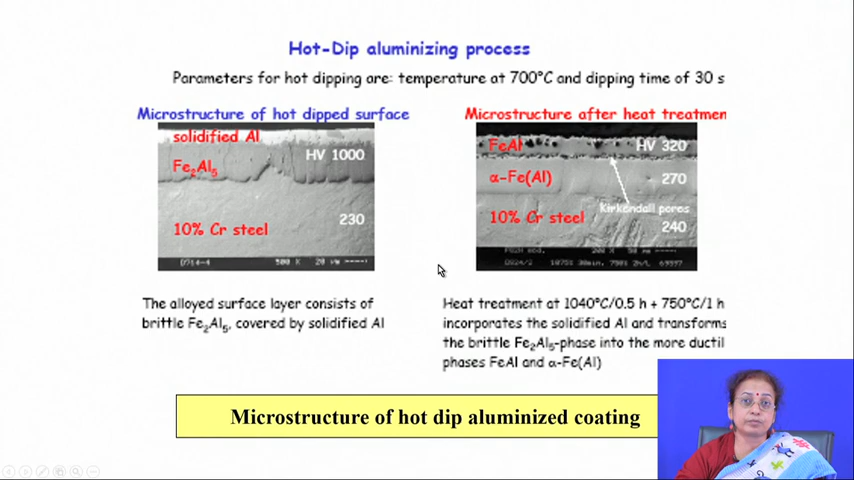 Hot-Dip aluminizing process
Parameters for hot dipping are: temperature at 700°C and dipping time of 30 s
Microstructure of hot dipped surface
solidified Al
HV 1000
Fe₂Al₅
230
10% Cr steel
The alloyed surface layer consists of
brittle Fe₂Al₅, covered by solidified Al
Microstructure after heat treatmen
FeAl
HV 320
α-Fe(Al)
270
Kirkendall pores
10% Cr steel
240
Heat treatment at 1040°C/0.5 h + 750°C/1 h
incorporates the solidified Al and transforms
the brittle Fe₂Al₅-phase into the more ductil
phases FeAl and α-Fe(Al)
Microstructure of hot dip aluminized coating